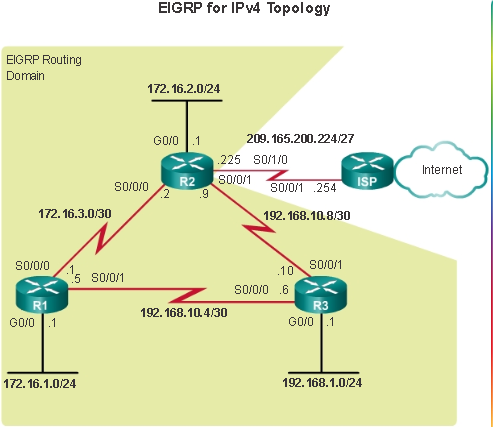 EIGRP for IPv4 Topology
EIGRP Routing
Domain
172.16.2.0/24
G0/0
.1
209.165.200.224/27
.225
S0/1/0
Internet
R2
S0/0/0
.2
S0/0/1
.9
S0/0/1
.254
ISP
172.16.3.0/30
192.168.10.8/30
S0/0/0
.1
.5
S0/0/1
.10
S0/0/1
S0/0/0
.6
R1
192.168.10.4/30
R3
G0/0
.1
G0/0
.1
172.16.1.0/24
192.168.1.0/24